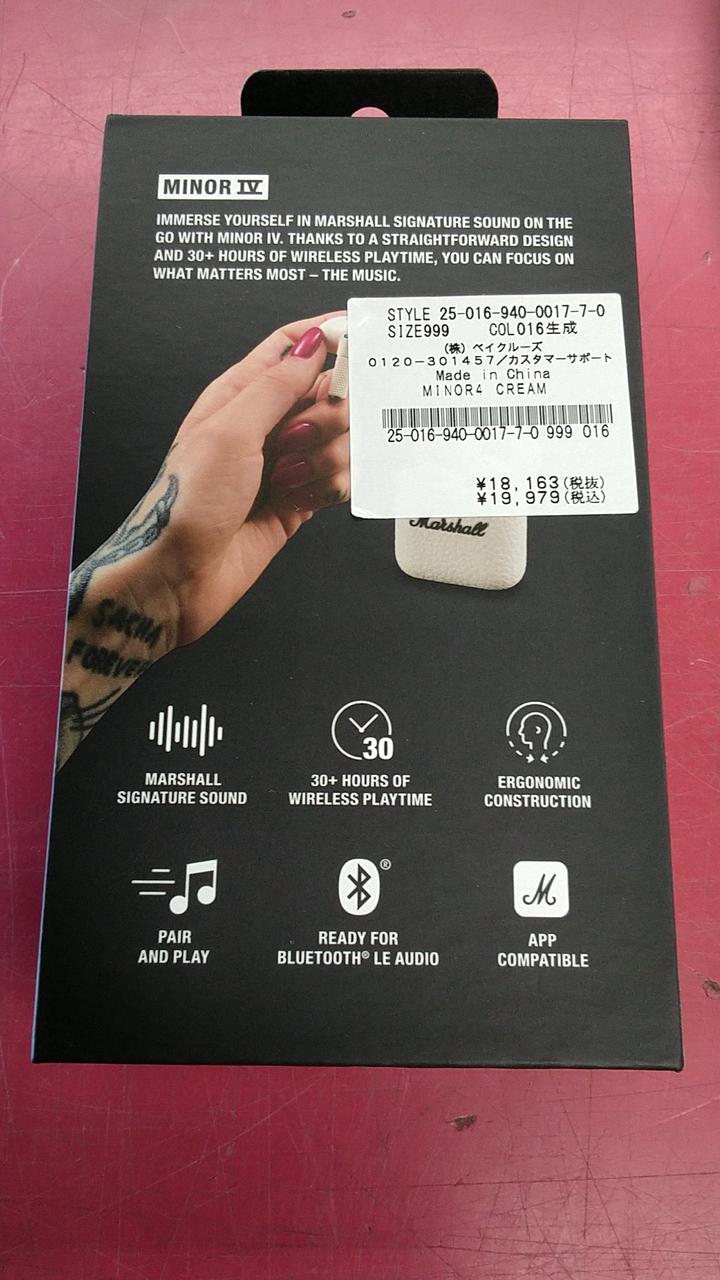 MINOR IV
IMMERSE YOURSELF IN MARSHALL SIGNATURE SOUND ON THE
GO WITH MINOR IV. THANKS TO A STRAIGHTFORWARD DESIGN
AND 30+ HOURS OF WIRELESS PLAYTIME, YOU CAN FOCUS ON
WHAT MATTERS MOST – THE MUSIC.
STYLE 25-016-940-0017-7-0
SIZE999 COL016生成
(株) ベイクルーズ
0120-301457/カスタマーサポート
Made in China
MINOR4 CREAM
25-016-940-0017-7-0 999 016
¥18,163(税抜)
¥19,979(税込)
Marshall
SACHA
FOREVER
30
MARSHALL
SIGNATURE SOUND
30+ HOURS OF
WIRELESS PLAYTIME
ERGONOMIC
CONSTRUCTION
®
M
PAIR
AND PLAY
READY FOR
BLUETOOTH® LE AUDIO
APP
COMPATIBLE